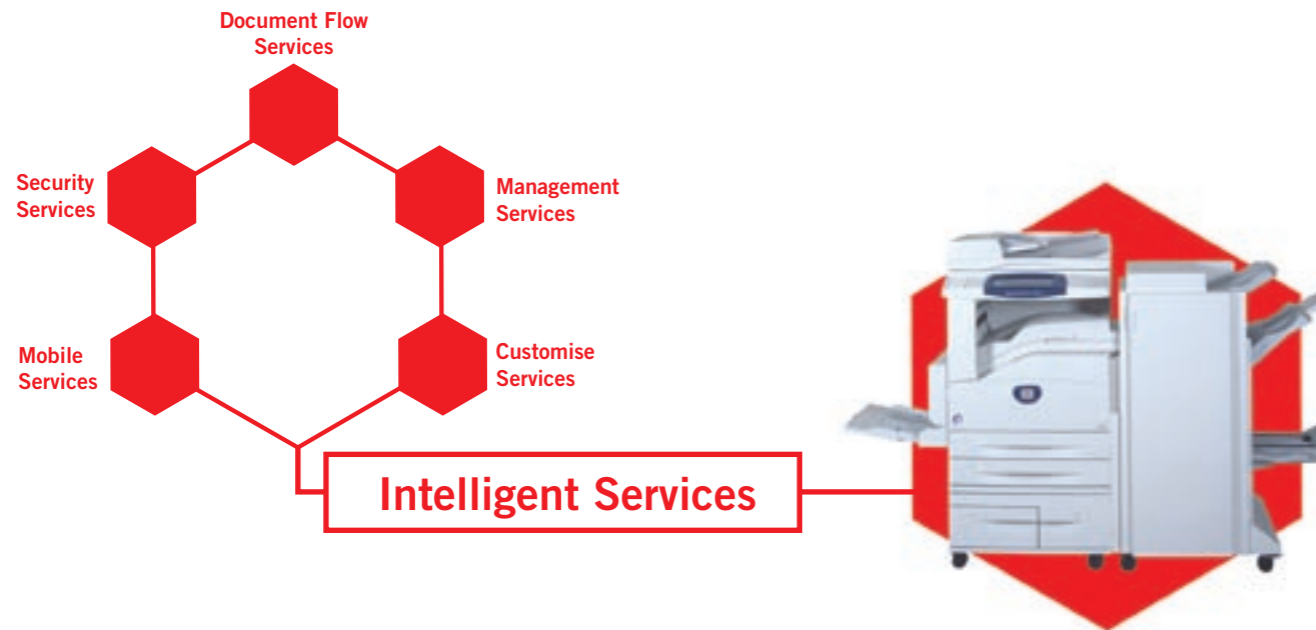 Document Flow
Services
Security
Services
Management
Services
Mobile
Services
Customise
Services
Intelligent Services